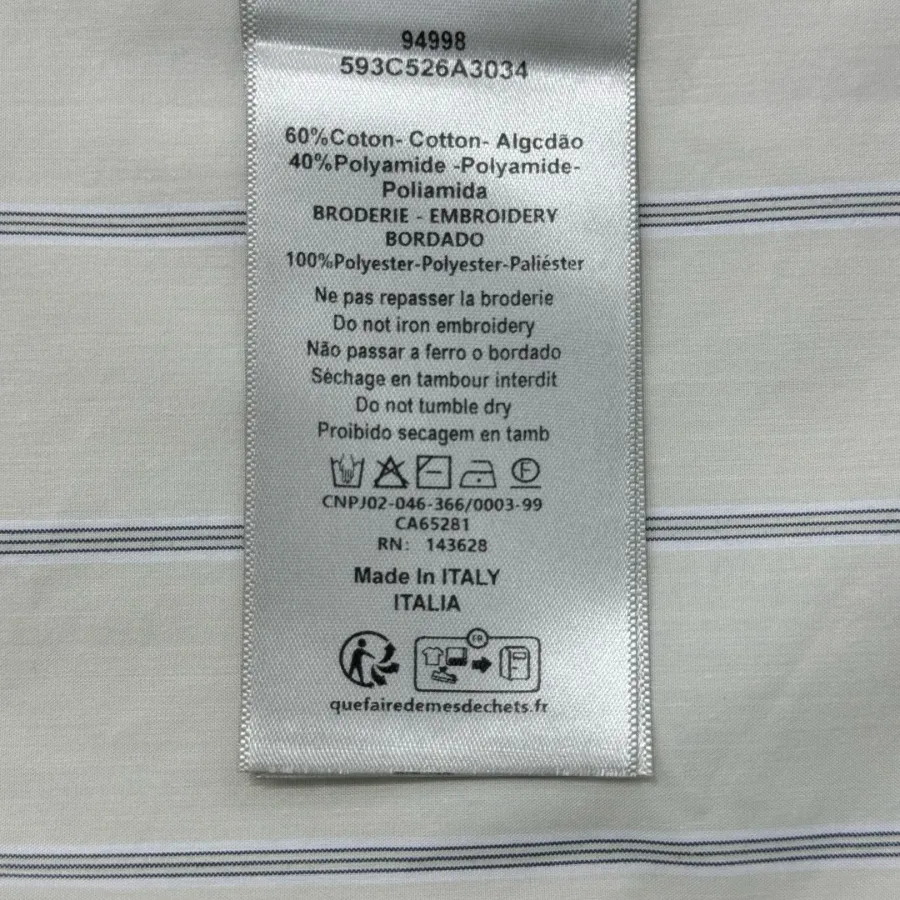 94998
593C526A3034
60%Coton- Cotton- Algcdão
40%Polyamide -Polyamide-
Poliamida
BRODERIE - EMBROIDERY
BORDADO
100%Polyester-Polyester-Paliéster
Ne pas repasser la broderie
Do not iron embroidery
Não passar a ferro o bordado
Séchage en tambour interdit
Do not tumble dry
Proibido secagem en tamb
F
CNPJ02-046-366/0003-99
CA65281
RN: 143628
Made In ITALY
ITALIA
FR
quefairedemesdechets.fr